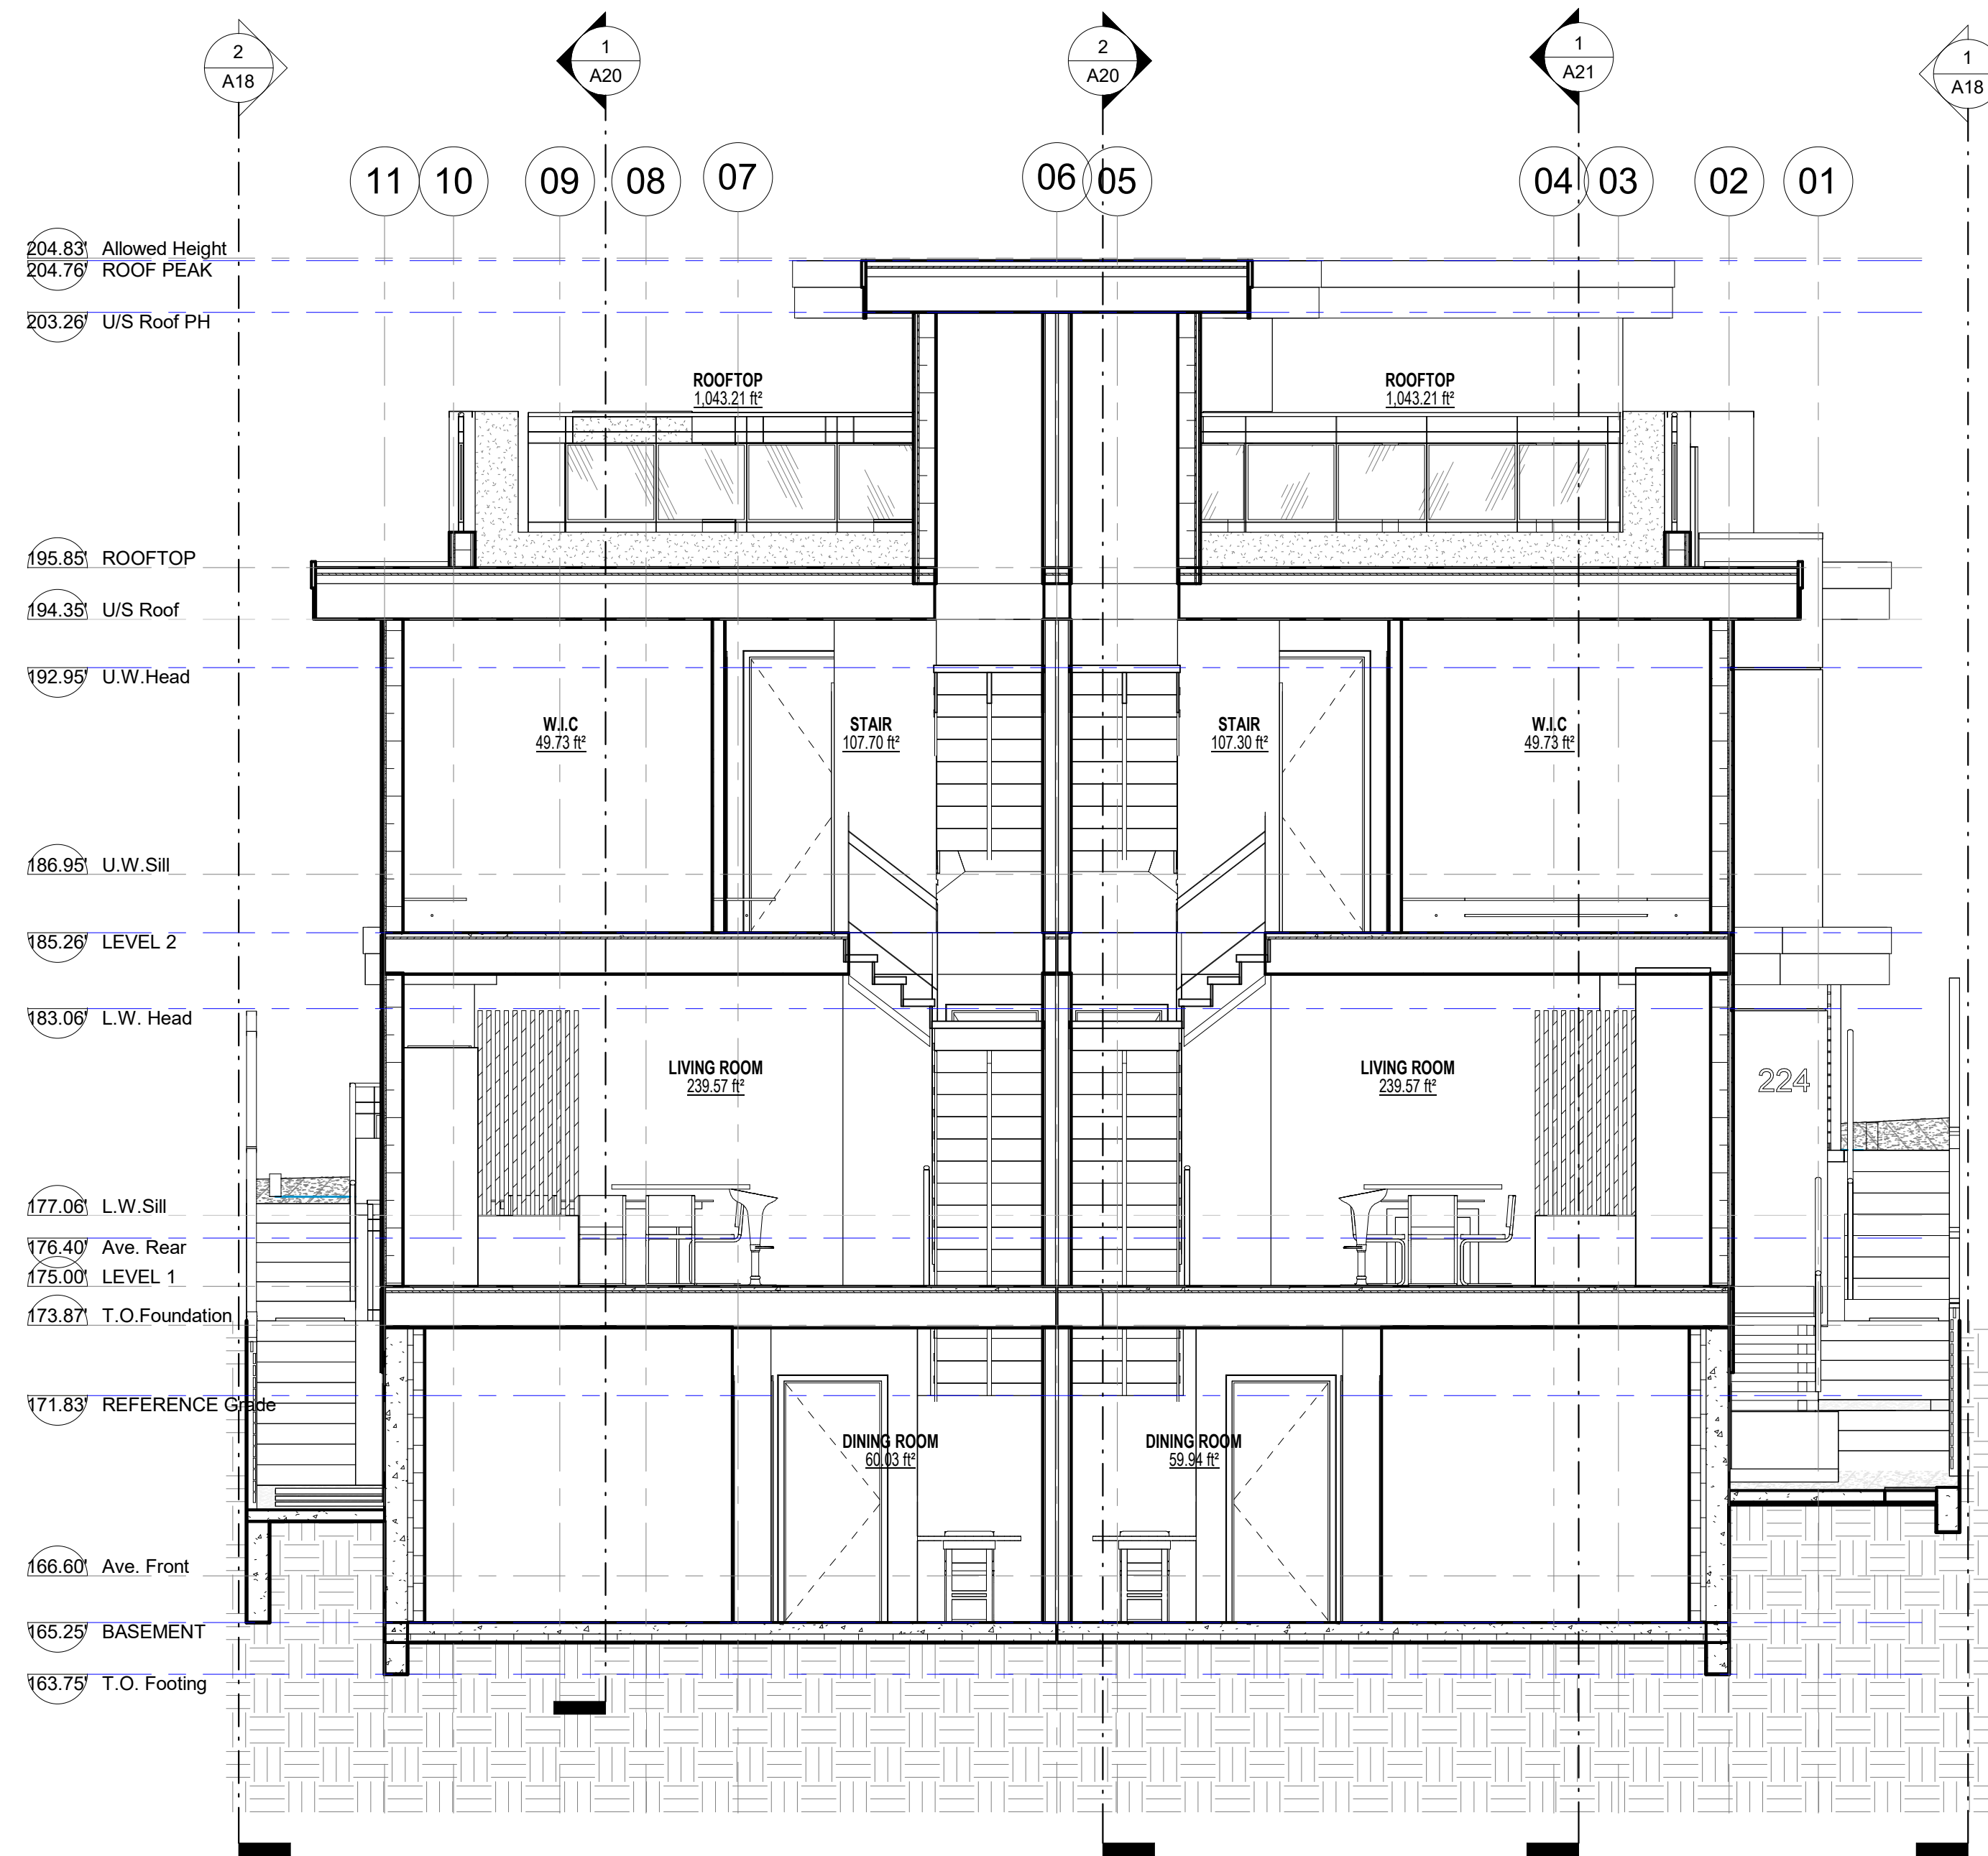 2
A18
1
A20
2
A20
1
A21
1
A18
11
10
09
08
07
06
05
04
03
02
01
204.83' Allowed Height
204.76' ROOF PEAK
203.26' U/S Roof PH
ROOFTOP
1,043.21 ft²
ROOFTOP
1,043.21 ft²
195.85' ROOFTOP
194.35' U/S Roof
192.95' U.W.Head
W.I.C
49.73 ft²
STAIR
107.70 ft²
STAIR
107.30 ft²
W.I.C
49.73 ft²
186.95' U.W.Sill
185.26' LEVEL 2
183.06' L.W. Head
LIVING ROOM
239.57 ft²
LIVING ROOM
239.57 ft²
224
177.06' L.W.Sill
176.40' Ave. Rear
175.00' LEVEL 1
173.87' T.O.Foundation
171.83' REFERENCE Grade
DINING ROOM
60.03 ft²
DINING ROOM
59.94 ft²
166.60' Ave. Front
165.25' BASEMENT
163.75' T.O. Footing